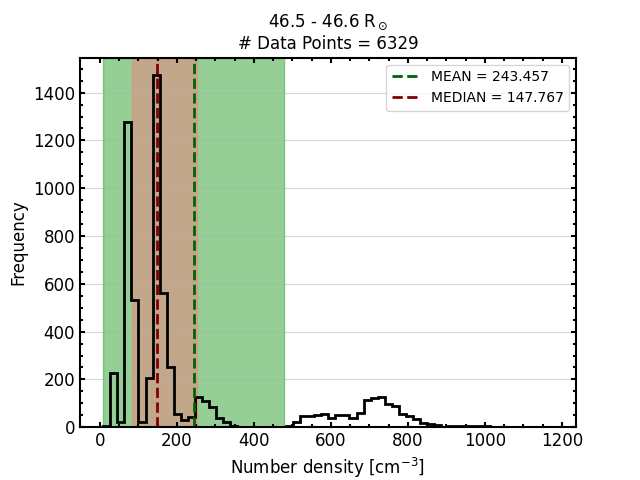 46.5 - 46.6 R⊙
# Data Points = 6329
MEAN = 243.457
MEDIAN = 147.767
Frequency
1400
1200
1000
800
600
400
200
0
0 200 400 600 800 1000 1200
Number density [cm⁻³]